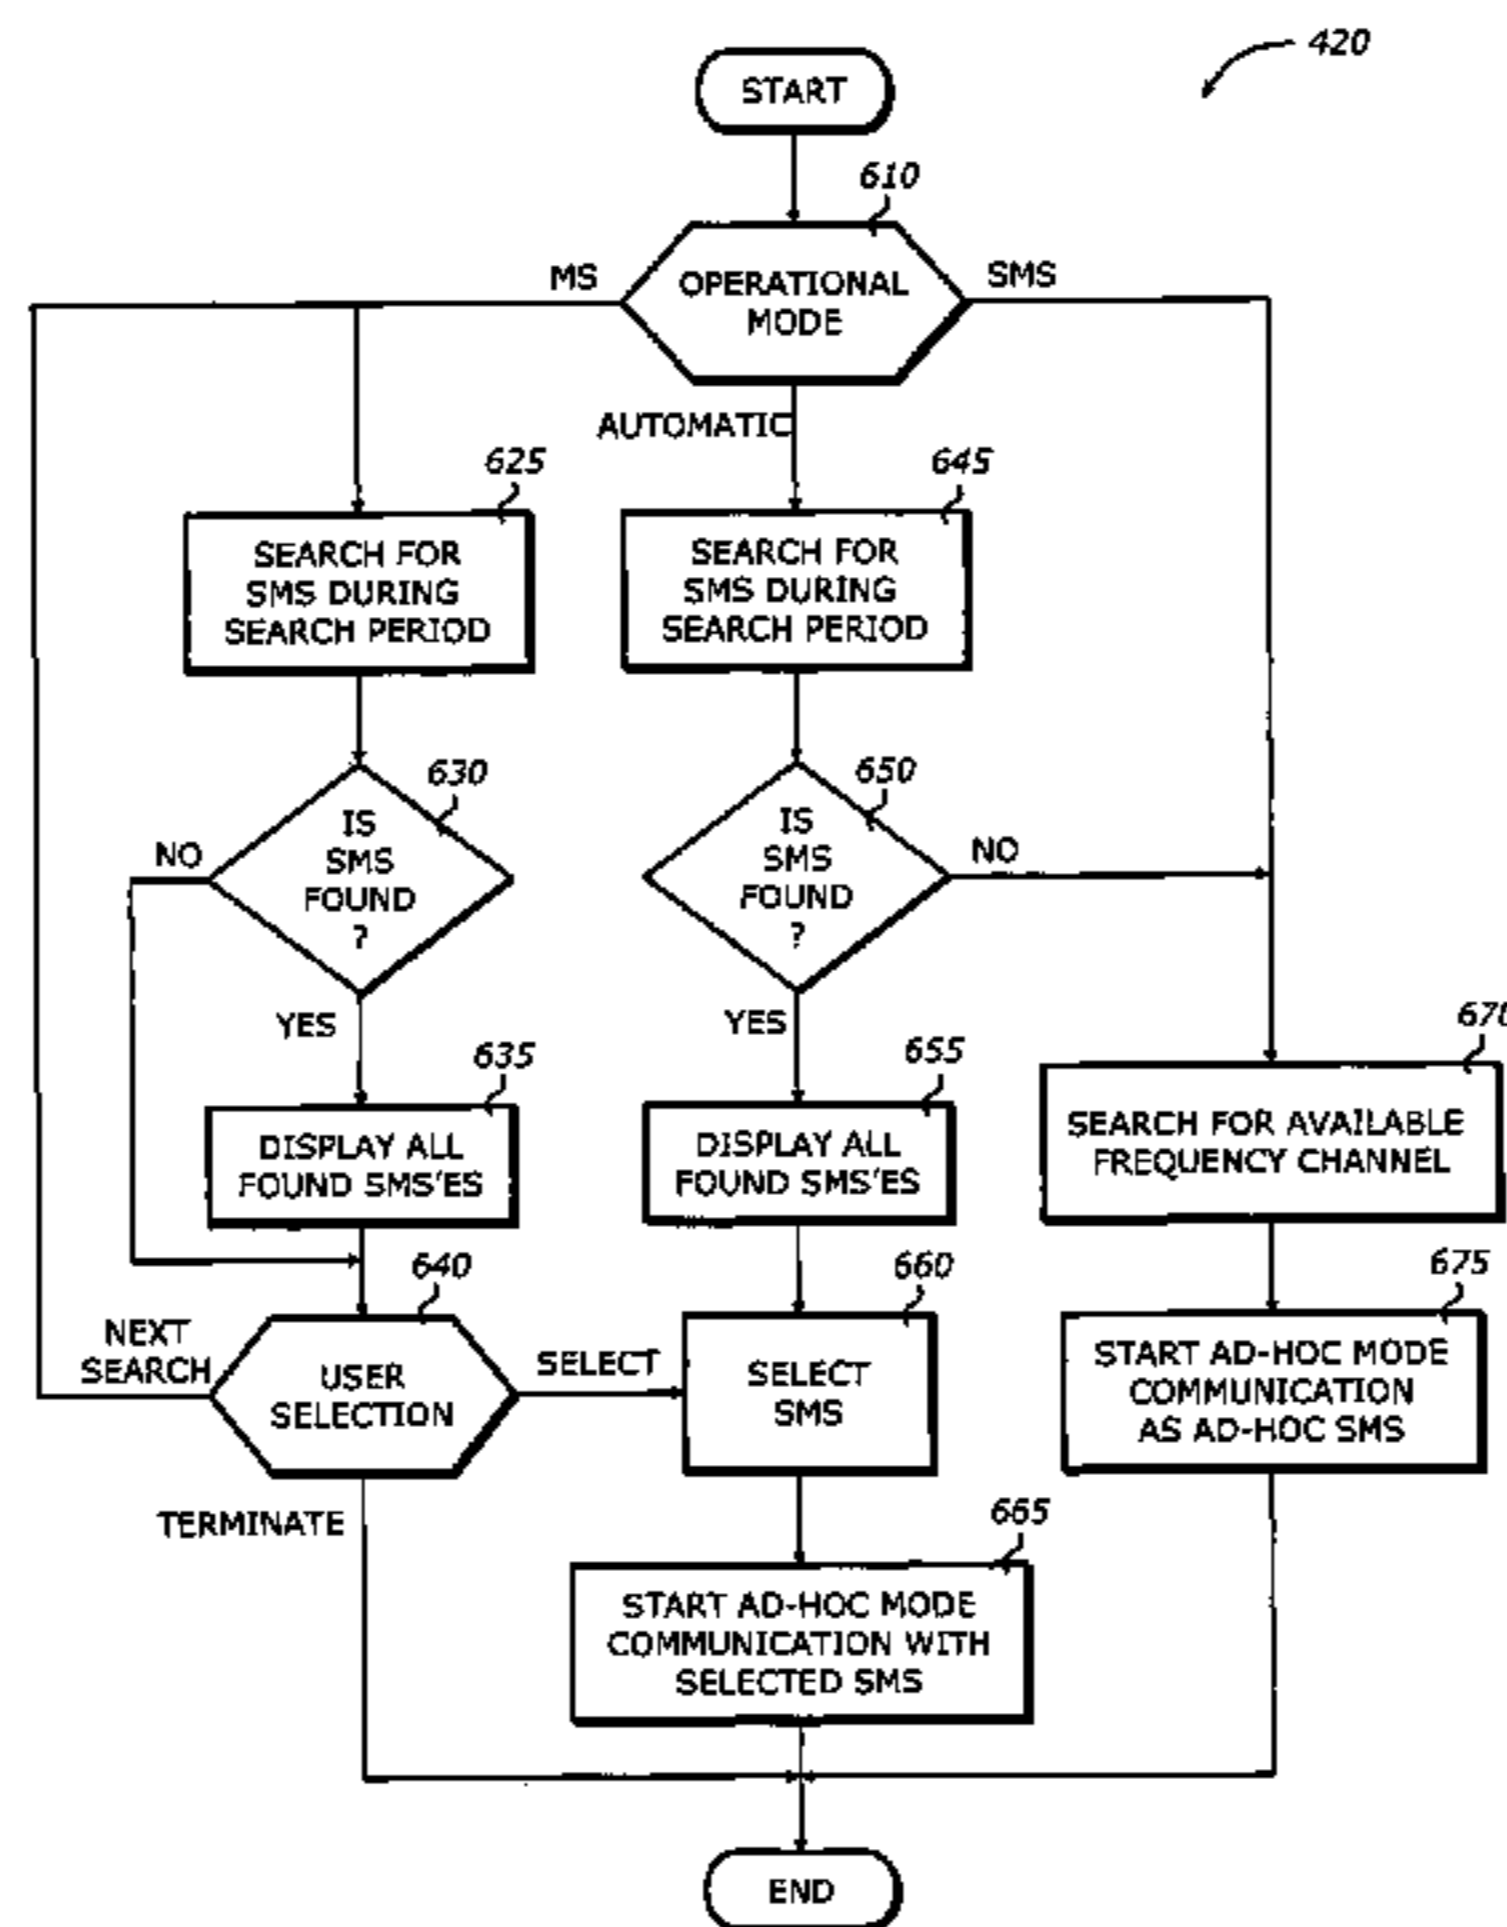 420
START
610
MS
SMS
OPERATIONAL
MODE
AUTOMATIC
625
SEARCH FOR
SMS DURING
SEARCH PERIOD
645
SEARCH FOR
SMS DURING
SEARCH PERIOD
630
IS
SMS
FOUND
?
NO
YES
650
IS
SMS
FOUND
?
NO
YES
635
DISPLAY ALL
FOUND SMS'ES
655
DISPLAY ALL
FOUND SMS'ES
670
SEARCH FOR AVAILABLE
FREQUENCY CHANNEL
640
NEXT
SEARCH
USER
SELECTION
SELECT
TERMINATE
660
SELECT
SMS
675
START AD-HOC MODE
COMMUNICATION
AS AD-HOC SMS
665
START AD-HOC MODE
COMMUNICATION WITH
SELECTED SMS
END